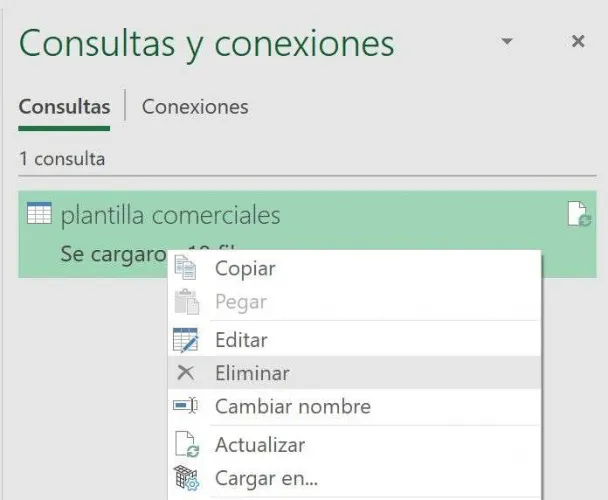 Consultas y conexiones
Consultas
Conexiones
1 consulta
plantilla comerciales
Se cargaro
Copiar
Pegar
Editar
Eliminar
Cambiar nombre
Actualizar
Cargar en...